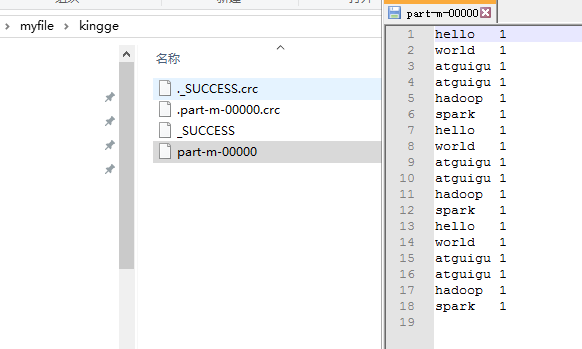 myfile > kingge
名称
._SUCCESS.crc
.part-m-00000.crc
_SUCCESS
part-m-00000
part-m-00000
1 hello 1
2 world 1
3 atguigu 1
4 atguigu 1
5 hadoop 1
6 spark 1
7 hello 1
8 world 1
9 atguigu 1
10 atguigu 1
11 hadoop 1
12 spark 1
13 hello 1
14 world 1
15 atguigu 1
16 atguigu 1
17 hadoop 1
18 spark 1
19